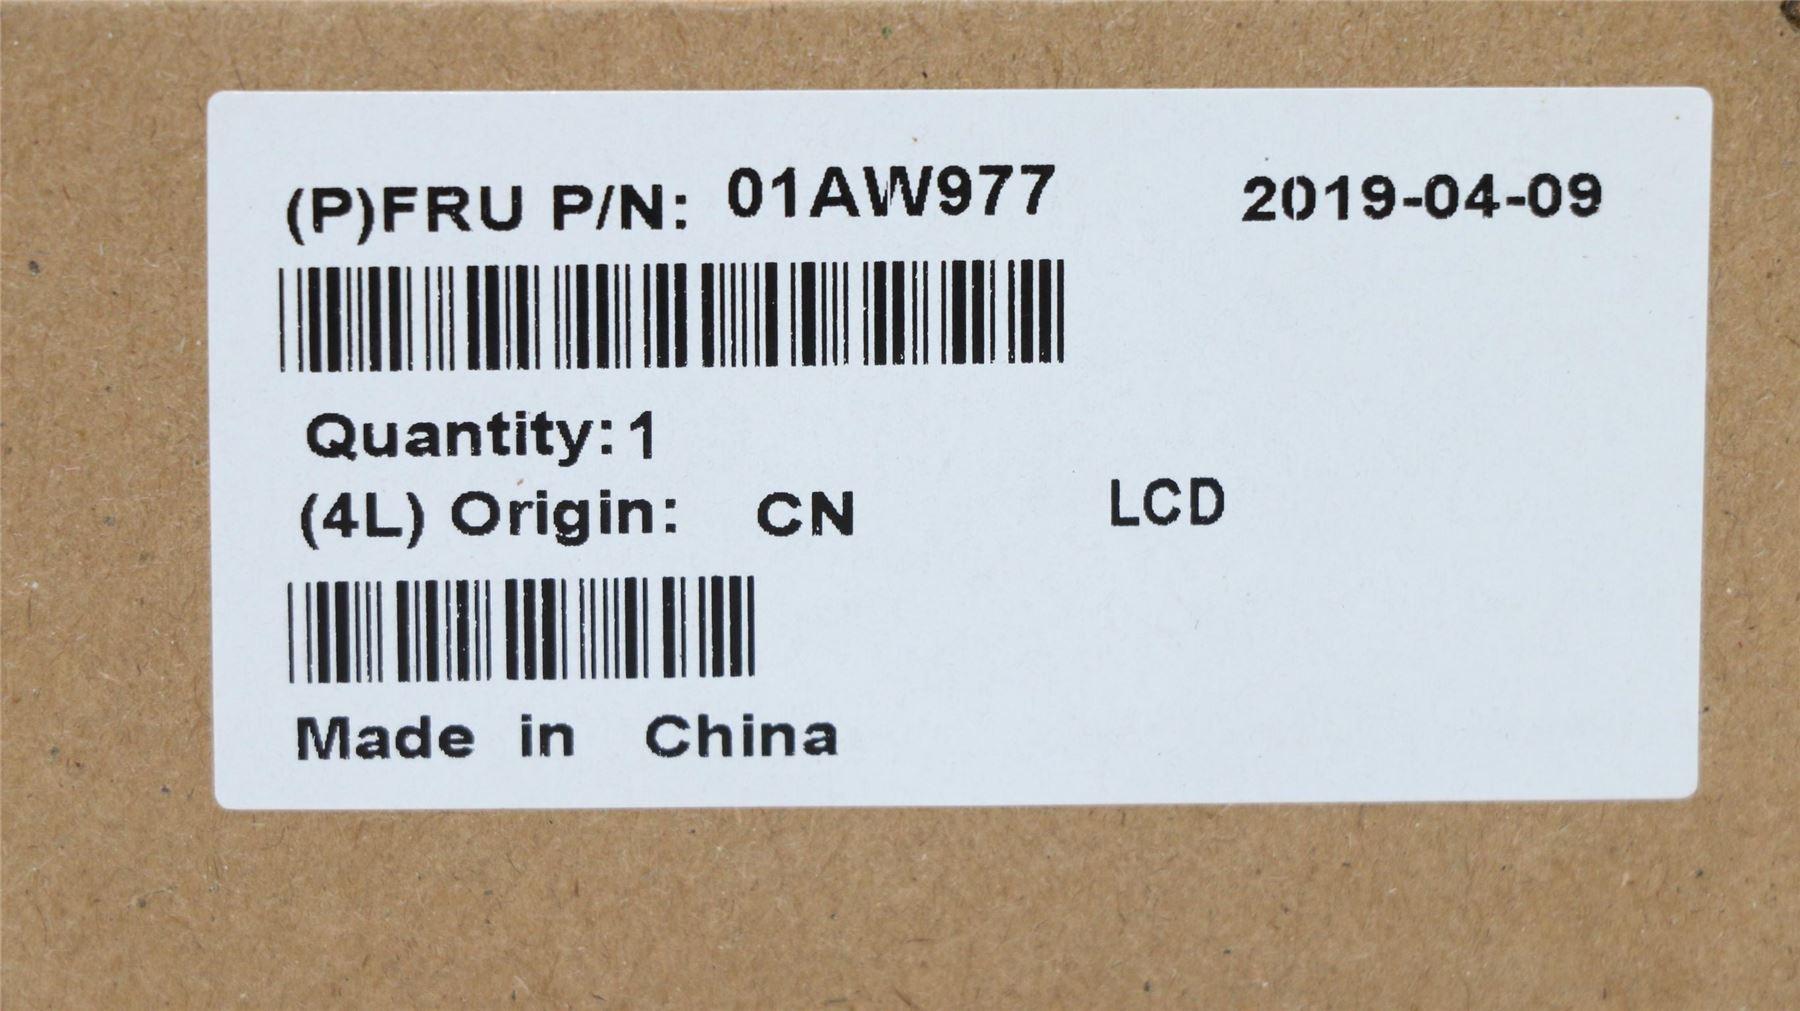 (P)FRU P/N: 01AW977 2019-04-09
Quantity:1
(4L) Origin: CN LCD
Made in China